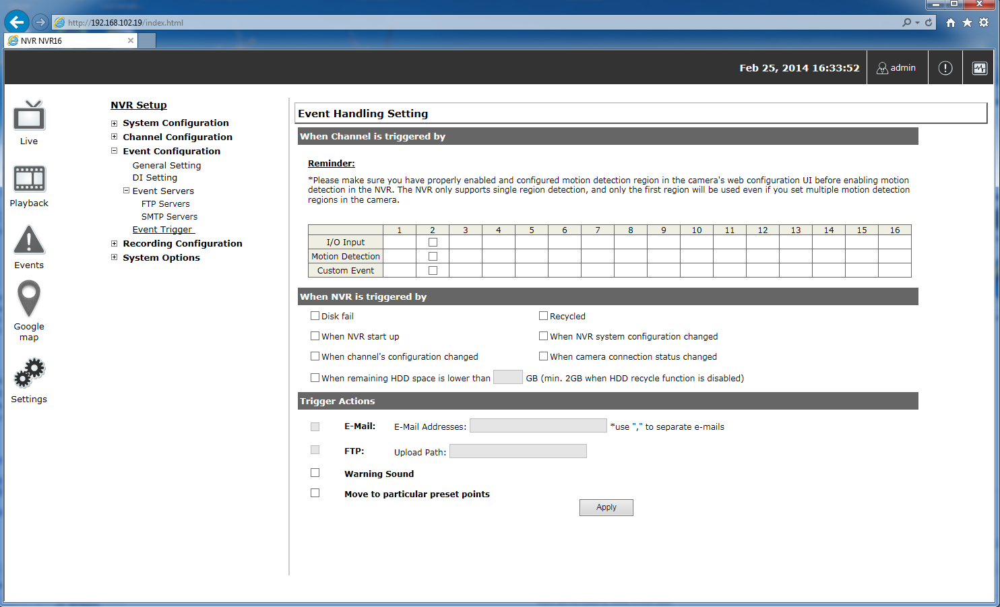 http://192.168.102.19/index.html
NVR NVR16
Feb 25, 2014 16:33:52
admin
Live
Playback
Events
Google
map
Settings
NVR Setup
System Configuration
Channel Configuration
Event Configuration
General Setting
DI Setting
Event Servers
FTP Servers
SMTP Servers
Event Trigger
Recording Configuration
System Options
Event Handling Setting
When Channel is triggered by
Reminder:
*Please make sure you have properly enabled and configured motion detection region in the camera's web configuration UI before enabling motion
detection in the NVR. The NVR only supports single region detection, and only the first region will be used even if you set multiple motion detection
regions in the camera.
1 2 3 4 5 6 7 8 9 10 11 12 13 14 15 16
I/O Input
Motion Detection
Custom Event
When NVR is triggered by
Disk fail Recycled
When NVR start up When NVR system configuration changed
When channel's configuration changed When camera connection status changed
When remaining HDD space is lower than GB (min. 2GB when HDD recycle function is disabled)
Trigger Actions
E-Mail: E-Mail Addresses: *use "," to separate e-mails
FTP: Upload Path:
Warning Sound
Move to particular preset points
Apply